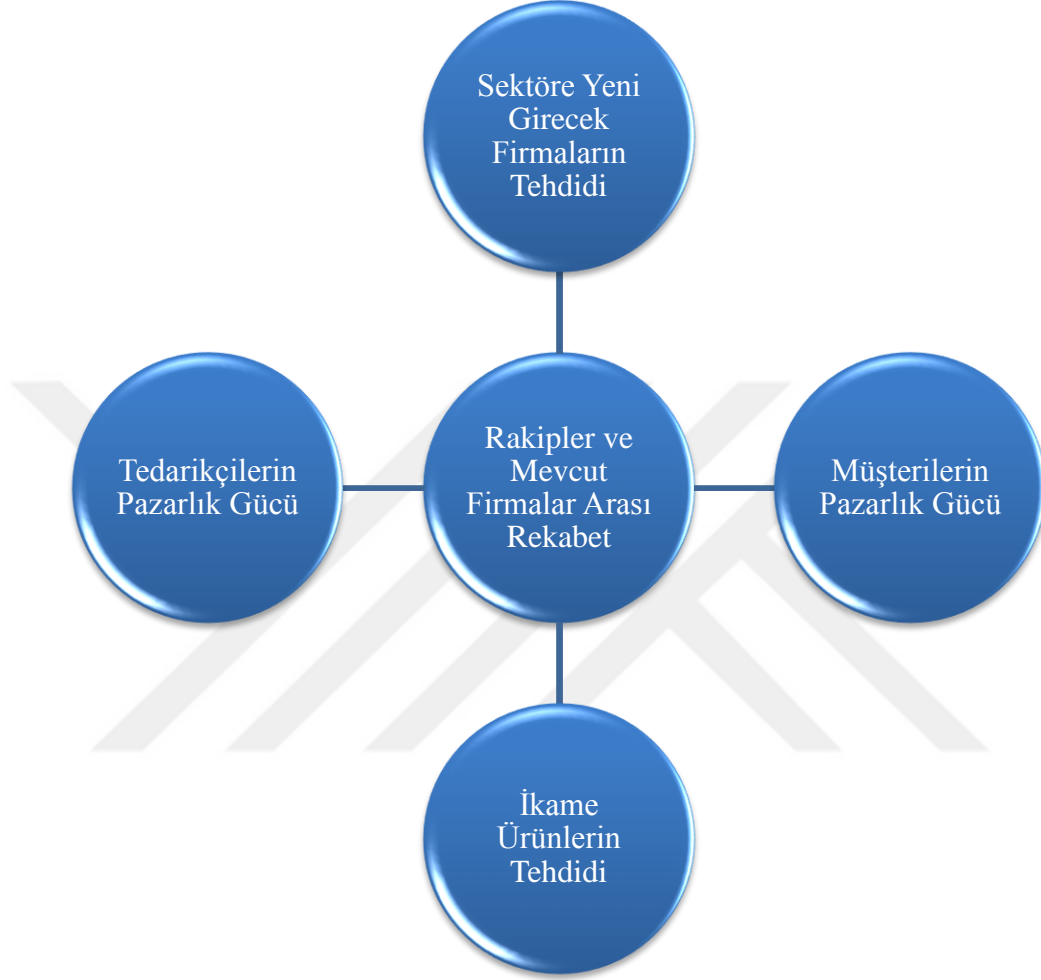 Sektöre Yeni
Girecek
Firmaların
Tehdidi
Tedarikçilerin
Pazarlık Gücü
Rakipler ve
Mevcut
Firmalar Arası
Rekabet
Müşterilerin
Pazarlık Gücü
İkame
Ürünlerin
Tehdidi